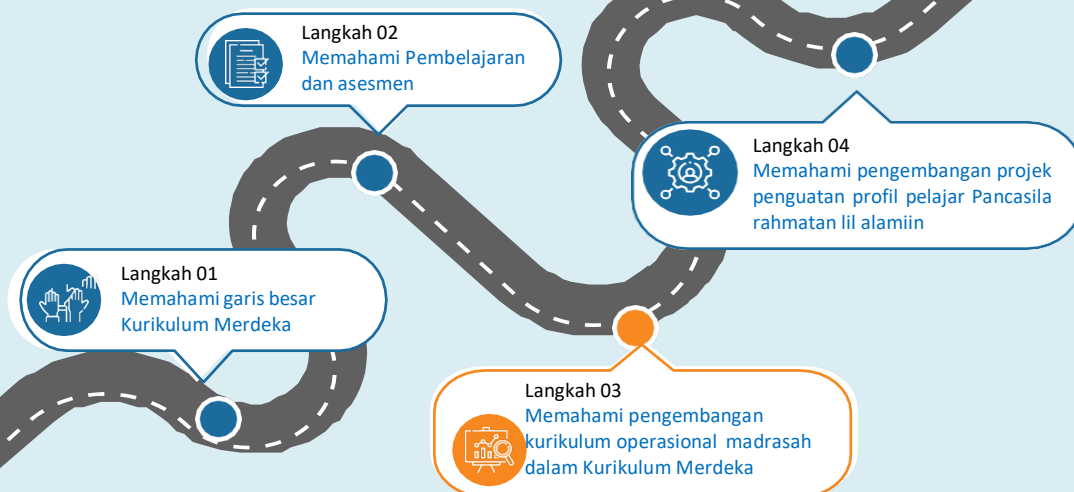 Langkah 01
Memahami garis besar
Kurikulum Merdeka
Langkah 02
Memahami Pembelajaran
dan asesmen
Langkah 03
Memahami pengembangan
kurikulum operasional madrasah
dalam Kurikulum Merdeka
Langkah 04
Memahami pengembangan projek
penguatan profil pelajar Pancasila
rahmatan lil alamiin